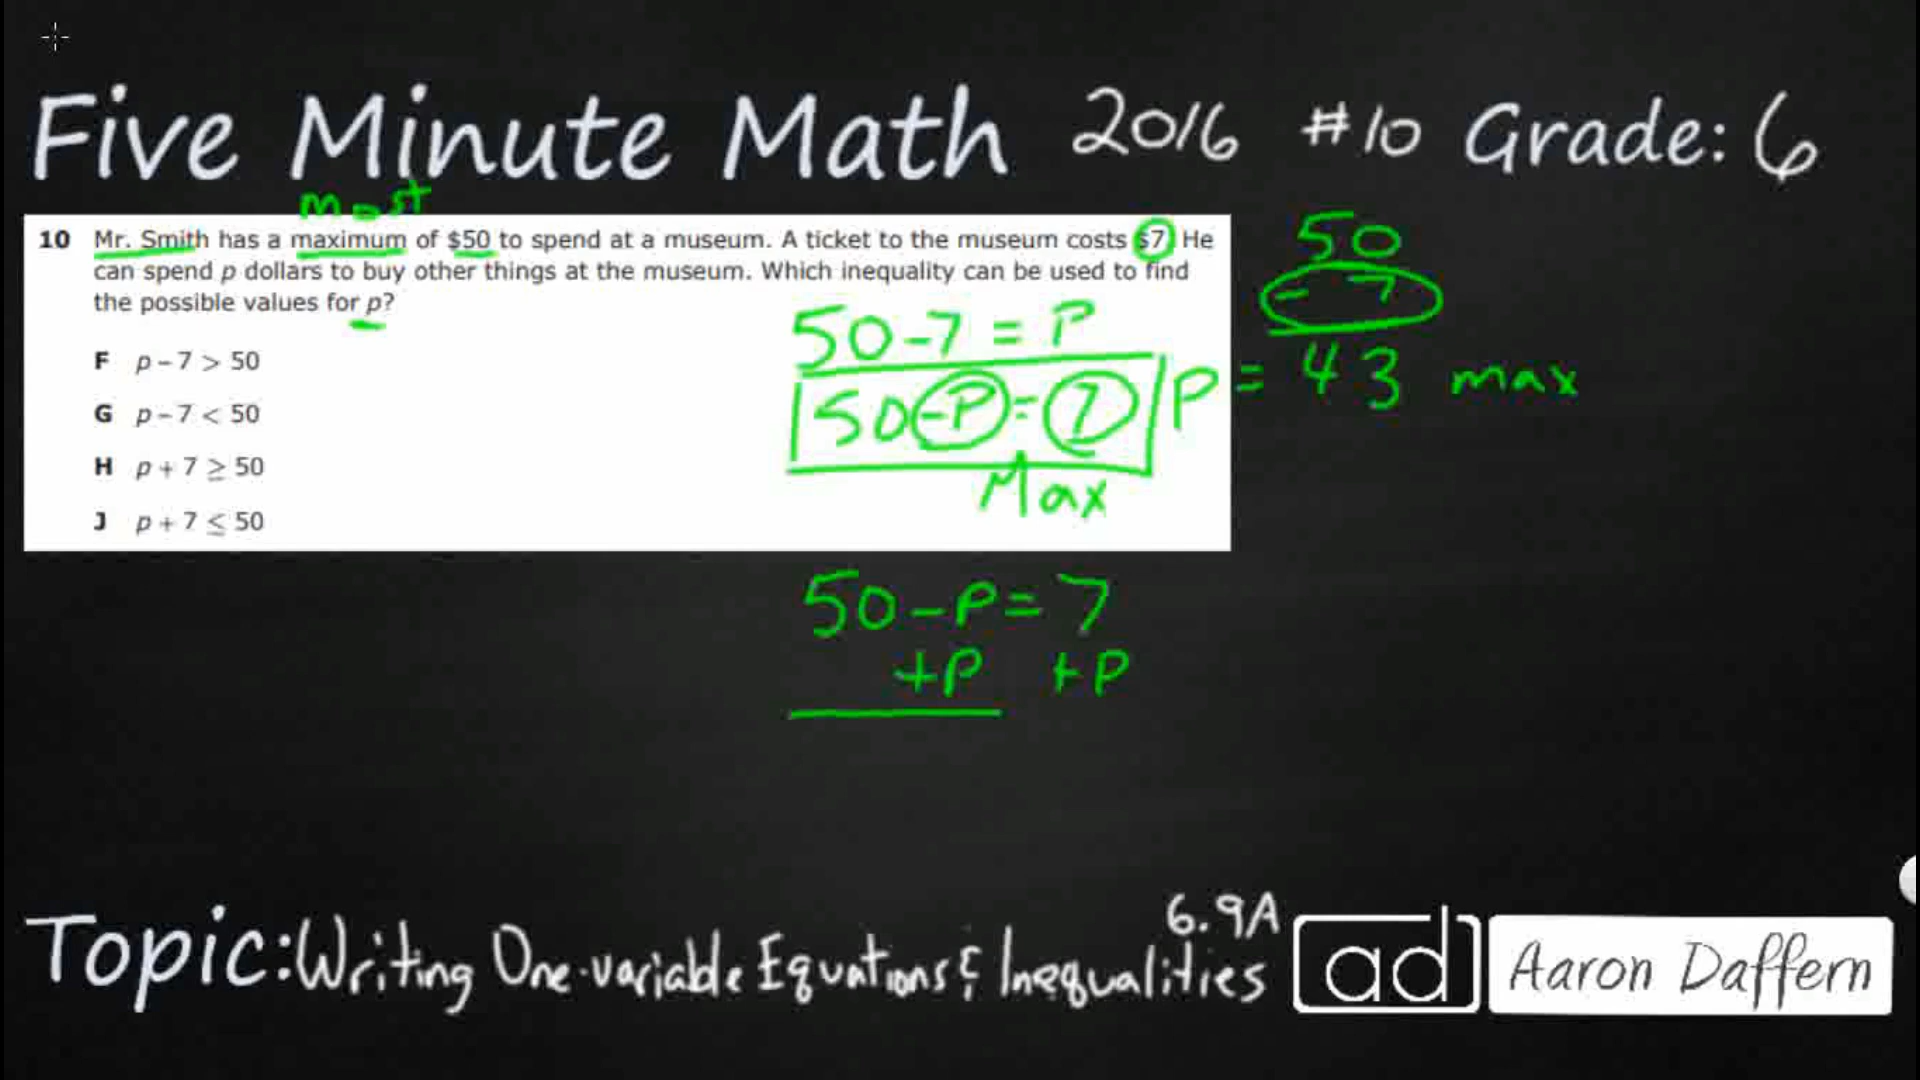 Five Minute Math 2016 #10 Grade: 6
most
10 Mr. Smith has a maximum of $50 to spend at a museum. A ticket to the museum costs $7. He
can spend p dollars to buy other things at the museum. Which inequality can be used to find
the possible values for p?
F p − 7 > 50
G p − 7 < 50
H p + 7 ≥ 50
J p + 7 ≤ 50
50 - 7 = P
50 - P = 7
Max
50
- 7
P = 43 max
50 - P = 7
+P +P
6.9A
Topic: Writing One-variable Equations & Inequalities
ad Aaron Daffern